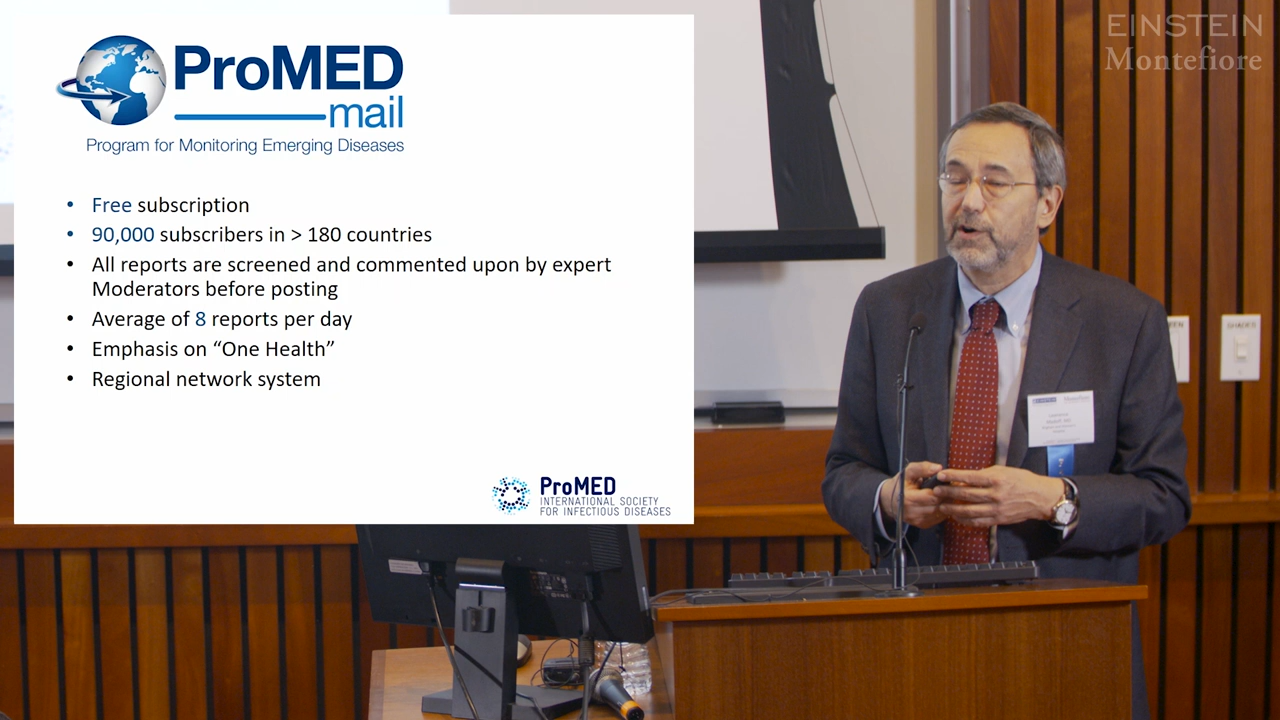 ProMED
mail
Program for Monitoring Emerging Diseases
• Free subscription
• 90,000 subscribers in > 180 countries
• All reports are screened and commented upon by expert
Moderators before posting
• Average of 8 reports per day
• Emphasis on “One Health”
• Regional network system
ProMED
INTERNATIONAL SOCIETY
FOR INFECTIOUS DISEASES
EINSTEIN
Montefiore
SHADES